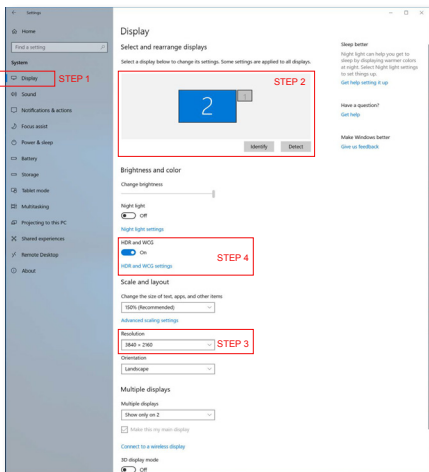 Settings
Home
Find a setting
System
Display
STEP 1
Sound
Notifications & actions
Focus assist
Power & sleep
Battery
Storage
Tablet mode
Multitasking
Projecting to this PC
Shared experiences
Remote Desktop
About
Display
Select and rearrange displays
Select a display below to change its settings. Some settings are applied to all displays.
STEP 2
2
1
Identify
Detect
Brightness and color
Change brightness
Night light
Off
Night light settings
HDR and WCG
On
STEP 4
HDR and WCG settings
Scale and layout
Change the size of text, apps, and other items
150% (Recommended)
Advanced scaling settings
Resolution
3840 × 2160
STEP 3
Orientation
Landscape
Multiple displays
Multiple displays
Show only on 2
Make this my main display
Connect to a wireless display
3D display mode
Off
Sleep better
Night light can help you get to
sleep by displaying warmer colors
at night. Select Night light settings
to set things up.
Get help setting it up
Have a question?
Get help
Make Windows better
Give us feedback